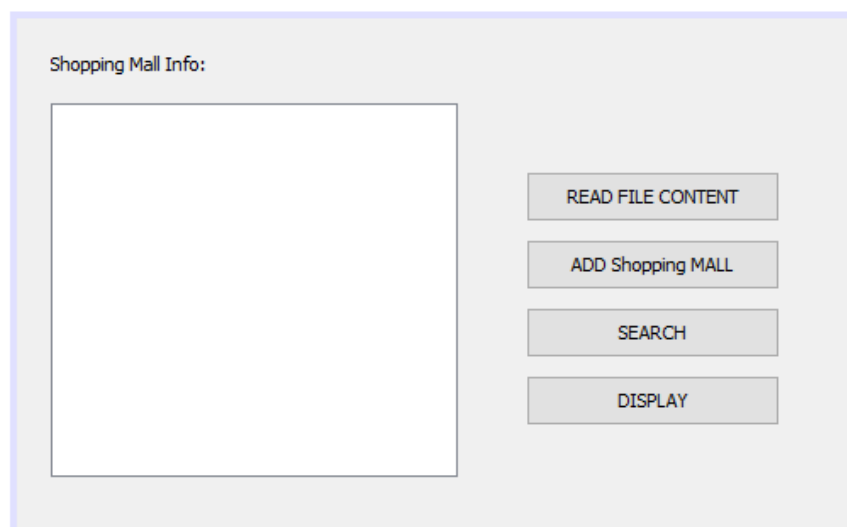 Shopping Mall Info:
READ FILE CONTENT
ADD Shopping MALL
SEARCH
DISPLAY